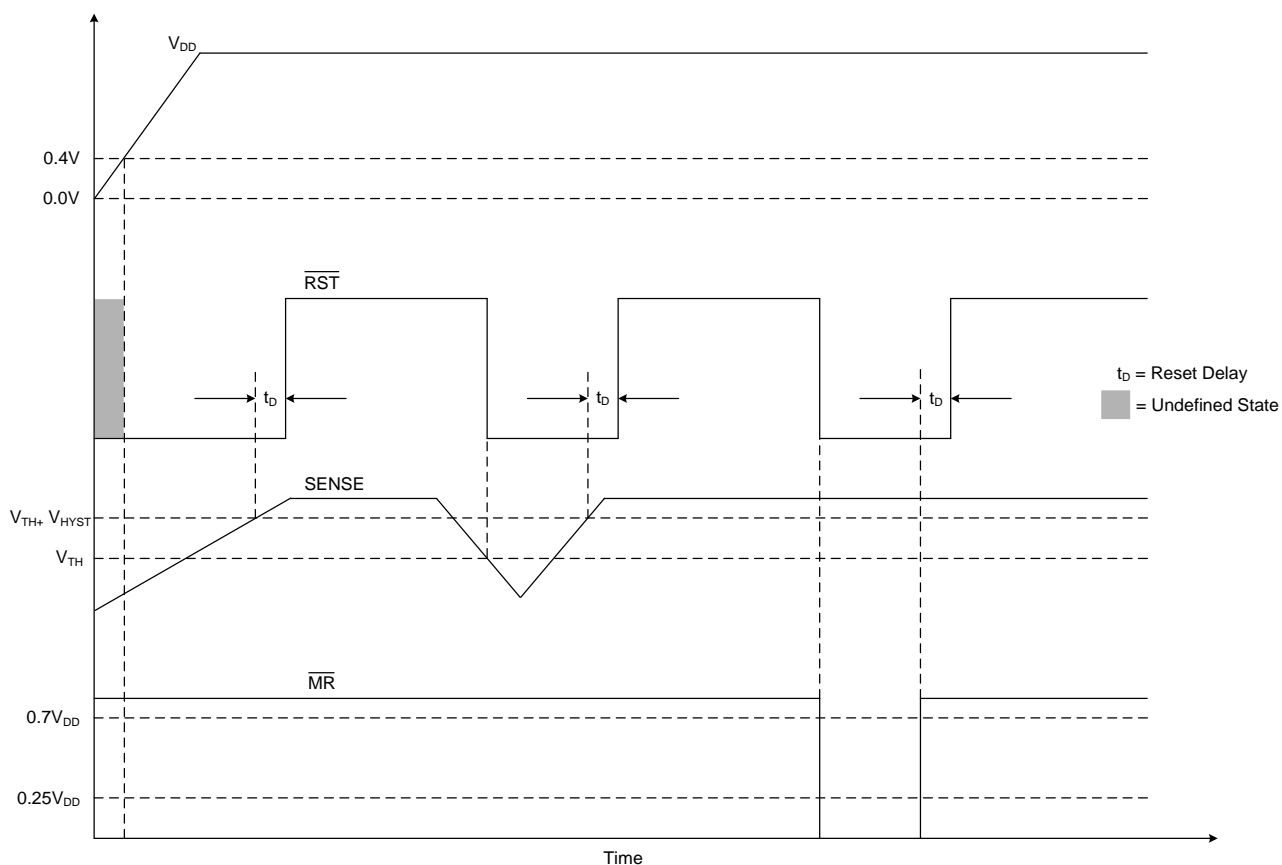 VDD
0.4V
0.0V
RST
tD
tD
tD
tD = Reset Delay
= Undefined State
SENSE
VTH+ VHYST
VTH
MR
0.7VDD
0.25VDD
Time